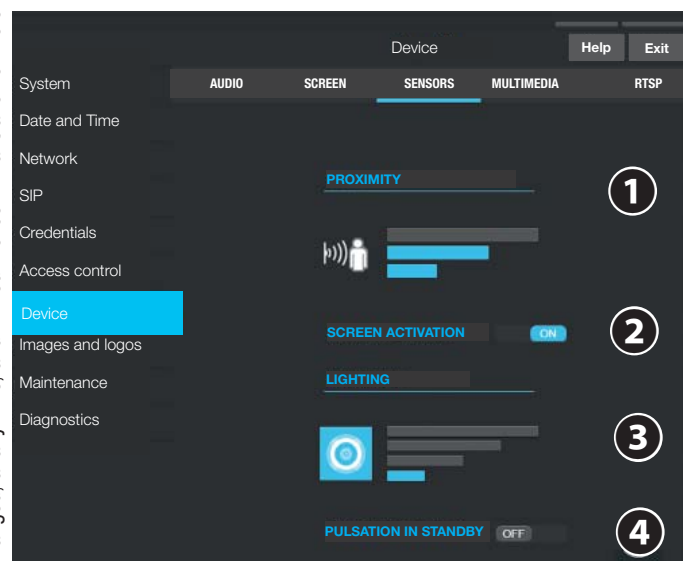 Device
Help Exit
AUDIO SCREEN SENSORS MULTIMEDIA RTSP
System
Date and Time
Network
SIP
Credentials
Access control
Device
Images and logos
Maintenance
Diagnostics
PROXIMITY
1
SCREEN ACTIVATION ON
2
LIGHTING
3
PULSATION IN STANDBY OFF
4